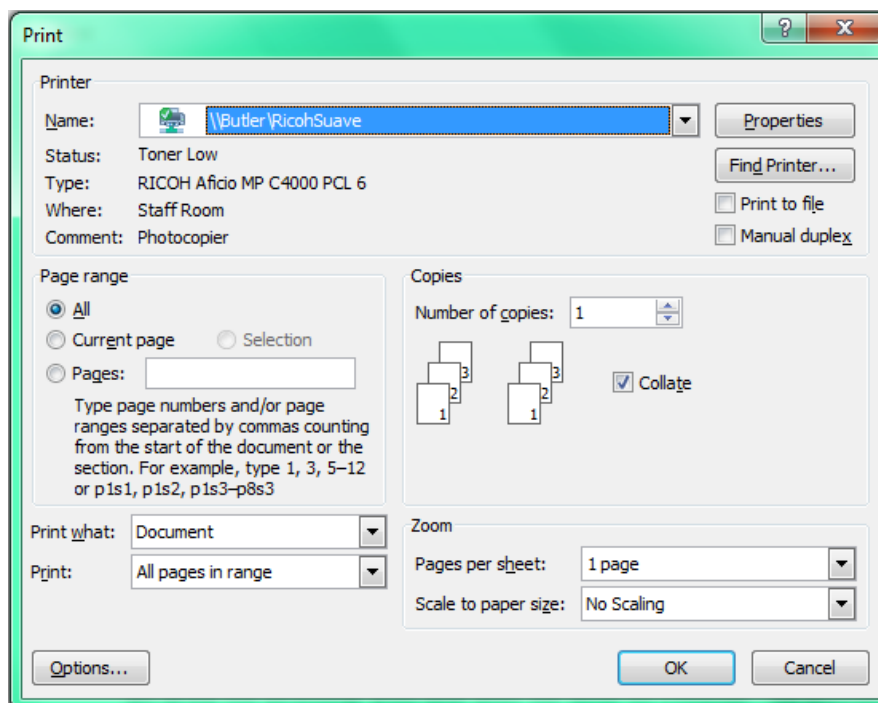 Print
Printer
Name: \\Butler\RicohSuave
Properties
Status: Toner Low
Find Printer...
Type: RICOH Aficio MP C4000 PCL 6
Where: Staff Room
Print to file
Comment: Photocopier
Manual duplex
Page range
All
Current page Selection
Pages:
Type page numbers and/or page
ranges separated by commas counting
from the start of the document or the
section. For example, type 1, 3, 5–12
or p1s1, p1s2, p1s3–p8s3
Copies
Number of copies: 1
3 3
2 2
1 1
Collate
Print what: Document
Print: All pages in range
Zoom
Pages per sheet: 1 page
Scale to paper size: No Scaling
Options...
OK
Cancel